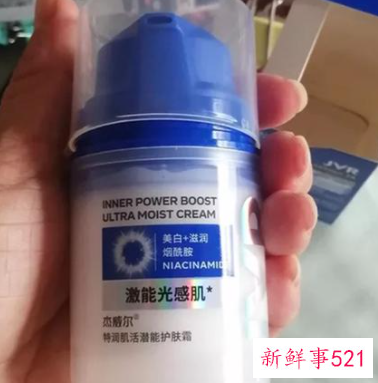 INNER POWER BOOST
ULTRA MOIST CREAM
美白+滋润
烟酰胺
NIACINAMID
激能光感肌*
杰威尔®
特润肌活潜能护肤霜
JVR
新鲜事521